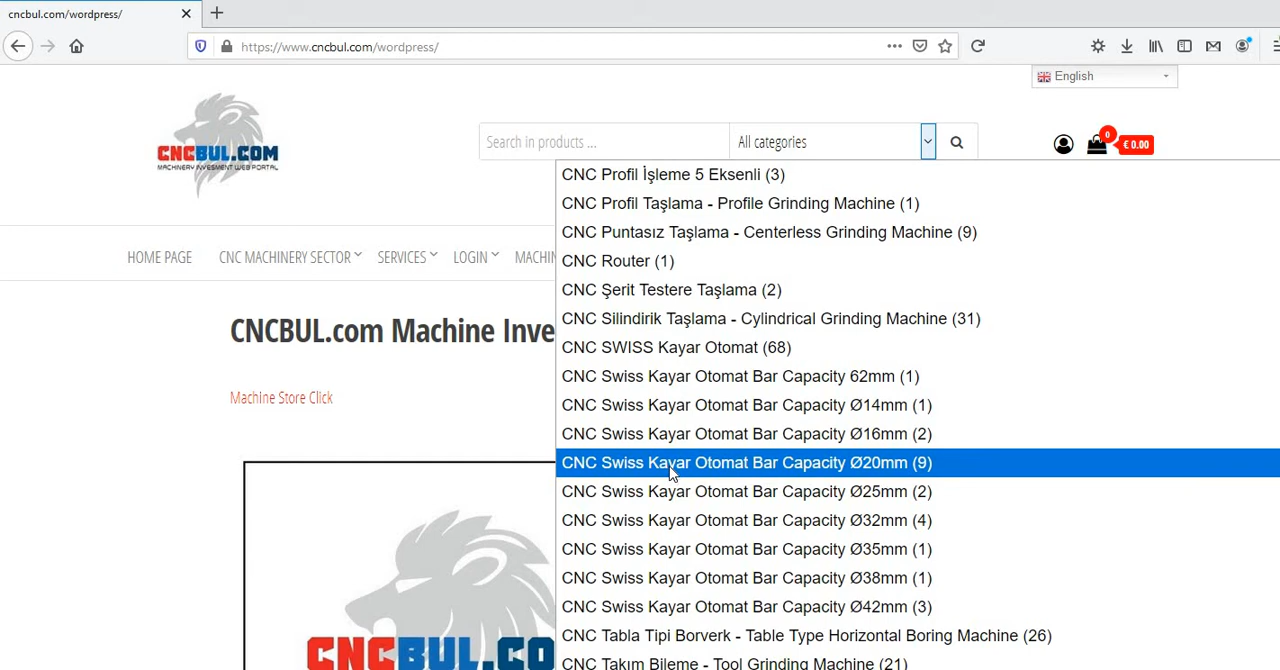 cncbul.com/wordpress/
https://www.cncbul.com/wordpress/
English
CNCBUL.COM
MACHINERY INVESMENT WEB PORTAL
Search in products ...
All categories
0
€ 0.00
CNC Profil İşleme 5 Eksenli (3)
CNC Profil Taşlama - Profile Grinding Machine (1)
CNC Puntasız Taşlama - Centerless Grinding Machine (9)
HOME PAGE
CNC MACHINERY SECTOR
SERVICES
LOGIN
MACHIN
CNC Router (1)
CNC Şerit Testere Taşlama (2)
CNC Silindirik Taşlama - Cylindrical Grinding Machine (31)
CNCBUL.com Machine Inve
CNC SWISS Kayar Otomat (68)
CNC Swiss Kayar Otomat Bar Capacity 62mm (1)
Machine Store Click
CNC Swiss Kayar Otomat Bar Capacity Ø14mm (1)
CNC Swiss Kayar Otomat Bar Capacity Ø16mm (2)
CNC Swiss Kayar Otomat Bar Capacity Ø20mm (9)
CNC Swiss Kayar Otomat Bar Capacity Ø25mm (2)
CNC Swiss Kayar Otomat Bar Capacity Ø32mm (4)
CNC Swiss Kayar Otomat Bar Capacity Ø35mm (1)
CNC Swiss Kayar Otomat Bar Capacity Ø38mm (1)
CNC Swiss Kayar Otomat Bar Capacity Ø42mm (3)
CNC Tabla Tipi Borverk - Table Type Horizontal Boring Machine (26)
CNCBUL.CO
CNC Takım Bileme - Tool Grinding Machine (21)